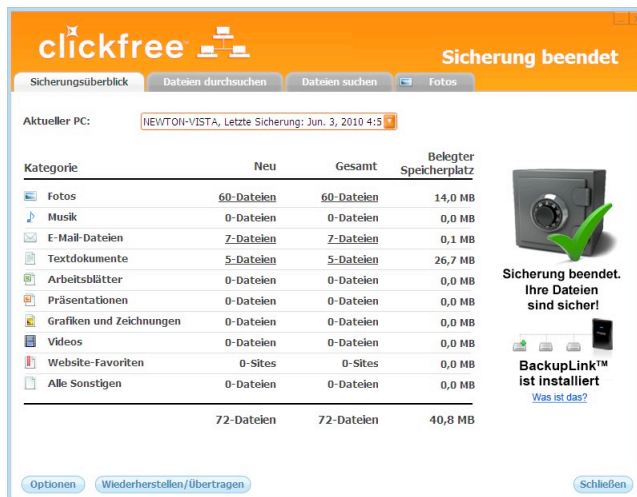 clickfree
Sicherung beendet
Sicherungsüberblick Dateien durchsuchen Dateien suchen Fotos
Aktueller PC: NEWTON-VISTA, Letzte Sicherung: Jun. 3, 2010 4:5
Kategorie Neu Gesamt Belegter Speicherplatz
Fotos 60-Dateien 60-Dateien 14,0 MB
Musik 0-Dateien 0-Dateien 0,0 MB
E-Mail-Dateien 7-Dateien 7-Dateien 0,1 MB
Textdokumente 5-Dateien 5-Dateien 26,7 MB
Arbeitsblätter 0-Dateien 0-Dateien 0,0 MB
Präsentationen 0-Dateien 0-Dateien 0,0 MB
Grafiken und Zeichnungen 0-Dateien 0-Dateien 0,0 MB
Videos 0-Dateien 0-Dateien 0,0 MB
Website-Favoriten 0-Sites 0-Sites 0,0 MB
Alle Sonstigen 0-Dateien 0-Dateien 0,0 MB
72-Dateien 72-Dateien 40,8 MB
Sicherung beendet.
Ihre Dateien
sind sicher!
BackupLink™
ist installiert
Was ist das?
Optionen Wiederherstellen/Übertragen Schließen